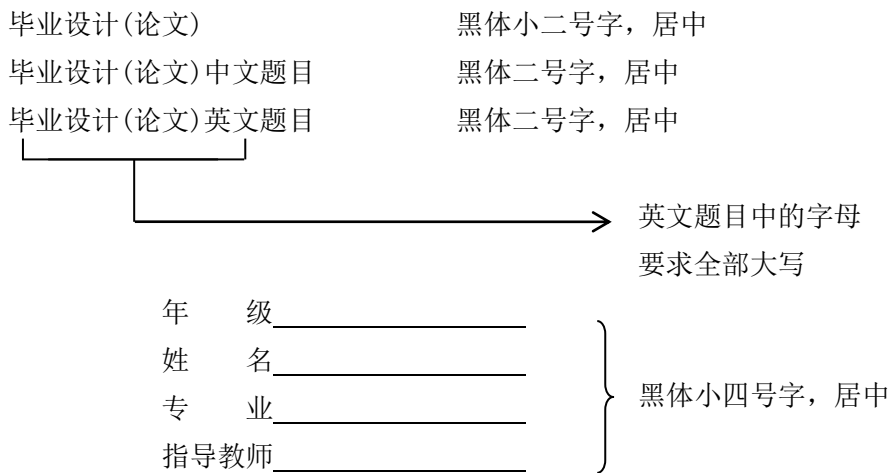 毕业设计(论文) 黑体小二号字，居中
毕业设计(论文)中文题目 黑体二号字，居中
毕业设计(论文)英文题目 黑体二号字，居中
英文题目中的字母
要求全部大写
年 级
姓 名
专 业
黑体小四号字，居中
指导教师